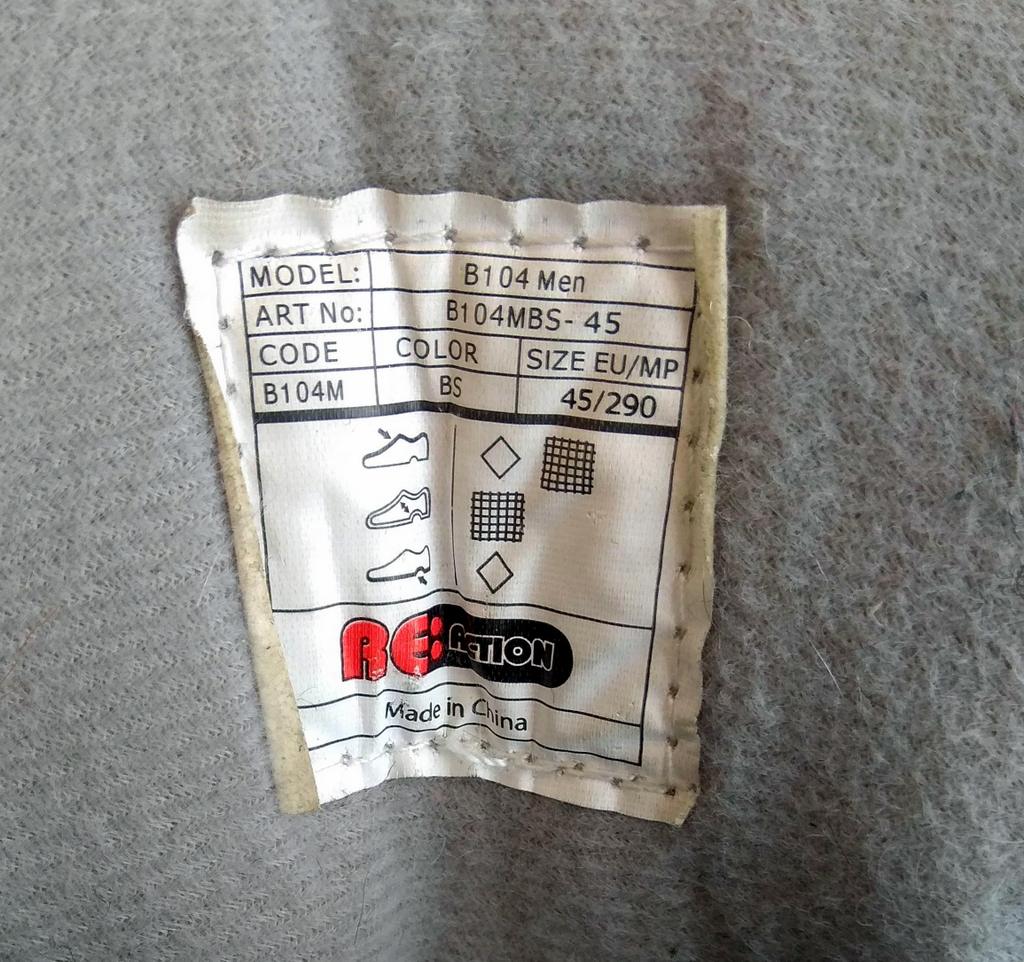 MODEL: B104 Men
ART No: B104MBS- 45
CODE COLOR SIZE EU/MP
B104M BS 45/290
RE:ACTION
Made in China